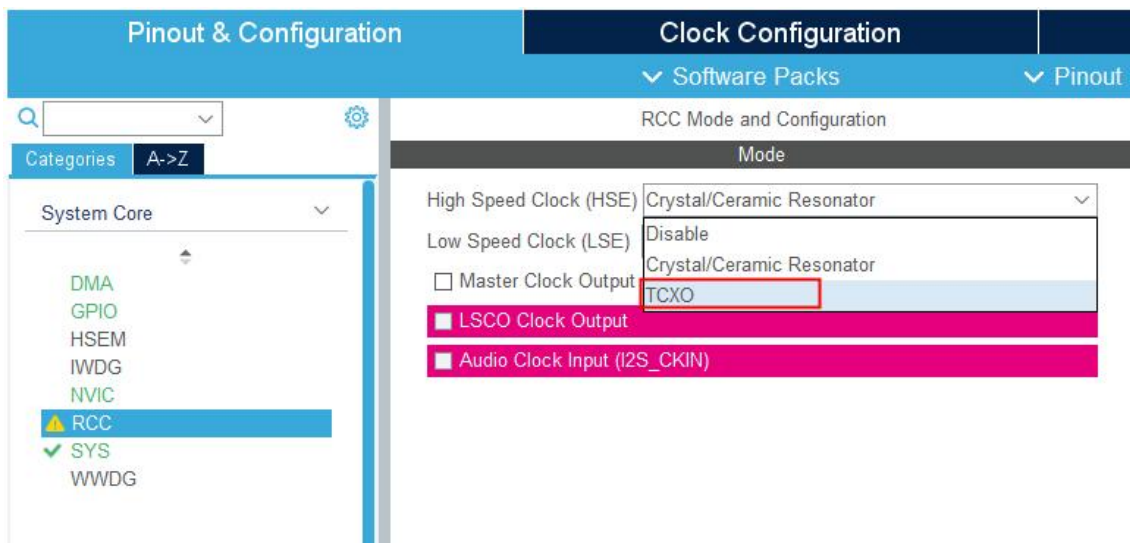 Pinout & Configuration
Clock Configuration
Software Packs
Pinout
Categories
A->Z
System Core
DMA
GPIO
HSEM
IWDG
NVIC
RCC
SYS
WWDG
RCC Mode and Configuration
Mode
High Speed Clock (HSE) Crystal/Ceramic Resonator
Low Speed Clock (LSE)
Disable
Crystal/Ceramic Resonator
TCXO
Master Clock Output
LSCO Clock Output
Audio Clock Input (I2S_CKIN)